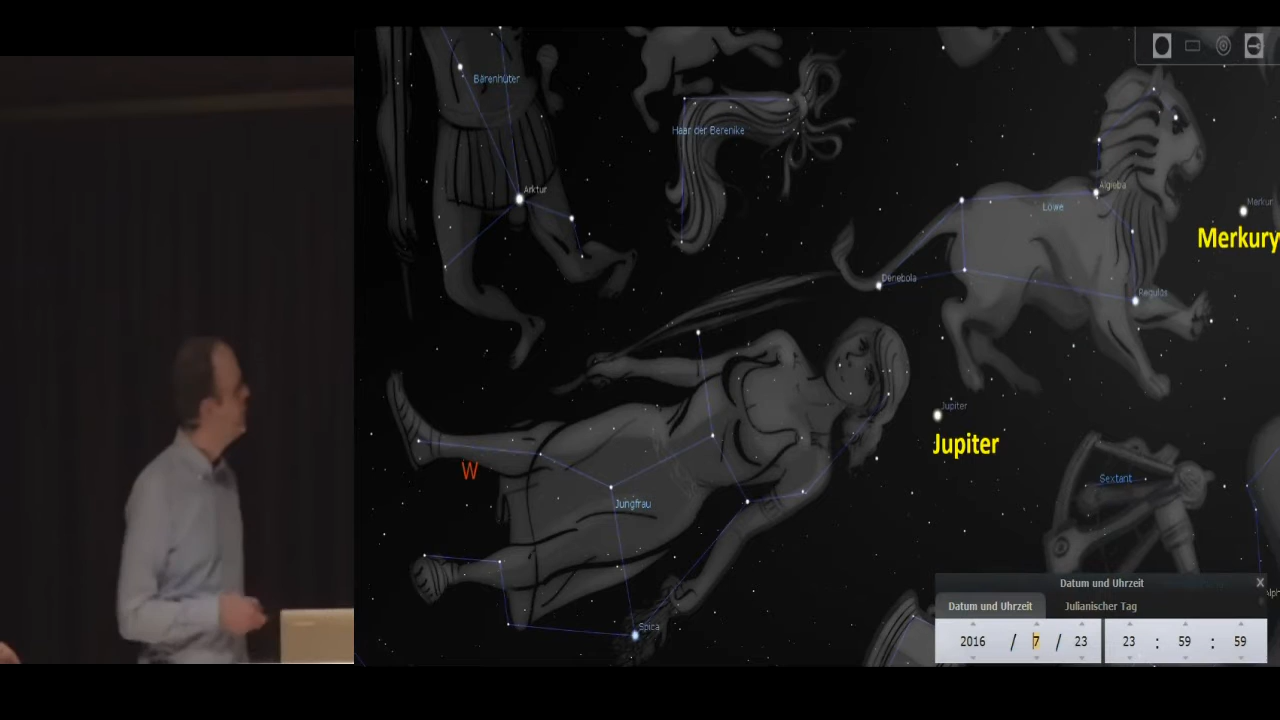 Bärenhüter
Haar der Berenike
Arktur
Algieba
Löwe
Merkur
Merkury
Denebola
Regulus
Jupiter
Jupiter
W
Sextant
Jungfrau
Spica
Datum und Uhrzeit X
Datum und Uhrzeit Julianischer Tag
2016 / 7 / 23 23 : 59 : 59